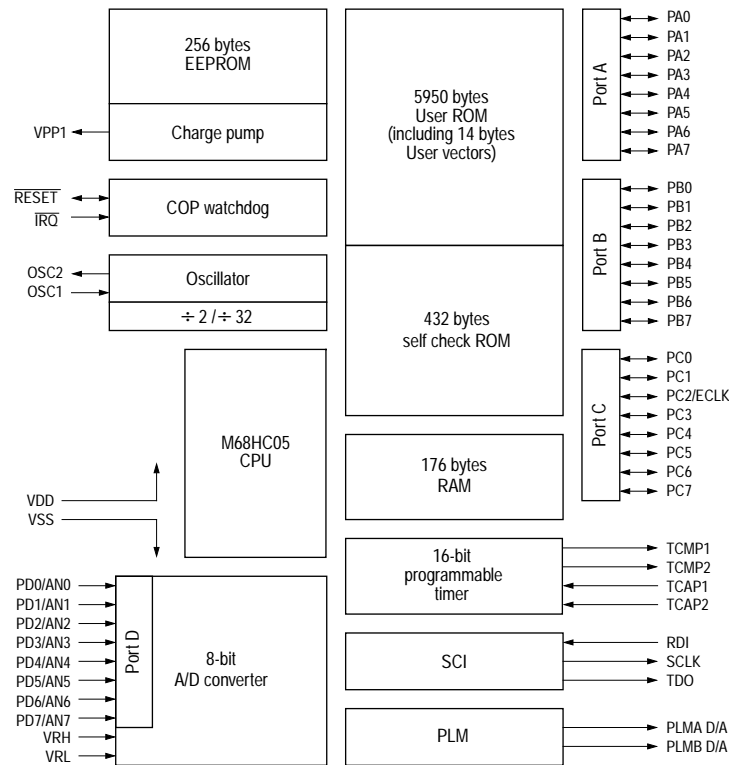 256 bytes
EEPROM
Charge pump
VPP1
RESET
IRQ
COP watchdog
OSC2
OSC1
Oscillator
÷ 2 / ÷ 32
M68HC05
CPU
VDD
VSS
PD0/AN0
PD1/AN1
PD2/AN2
PD3/AN3
PD4/AN4
PD5/AN5
PD6/AN6
PD7/AN7
VRH
VRL
Port D
8-bit
A/D converter
5950 bytes
User ROM
(including 14 bytes
User vectors)
432 bytes
self check ROM
176 bytes
RAM
16-bit
programmable
timer
SCI
PLM
Port A
PA0
PA1
PA2
PA3
PA4
PA5
PA6
PA7
Port B
PB0
PB1
PB2
PB3
PB4
PB5
PB6
PB7
Port C
PC0
PC1
PC2/ECLK
PC3
PC4
PC5
PC6
PC7
TCMP1
TCMP2
TCAP1
TCAP2
RDI
SCLK
TDO
PLMA D/A
PLMB D/A